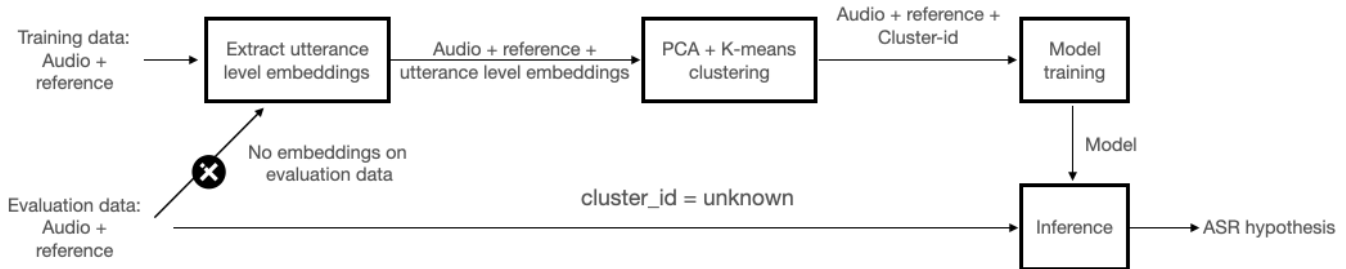 Training data:
Audio +
reference
Extract utterance
level embeddings
Audio + reference +
utterance level embeddings
PCA + K-means
clustering
Audio + reference +
Cluster-id
Model
training
No embeddings on
evaluation data
Model
Evaluation data:
Audio +
reference
cluster_id = unknown
Inference
ASR hypothesis